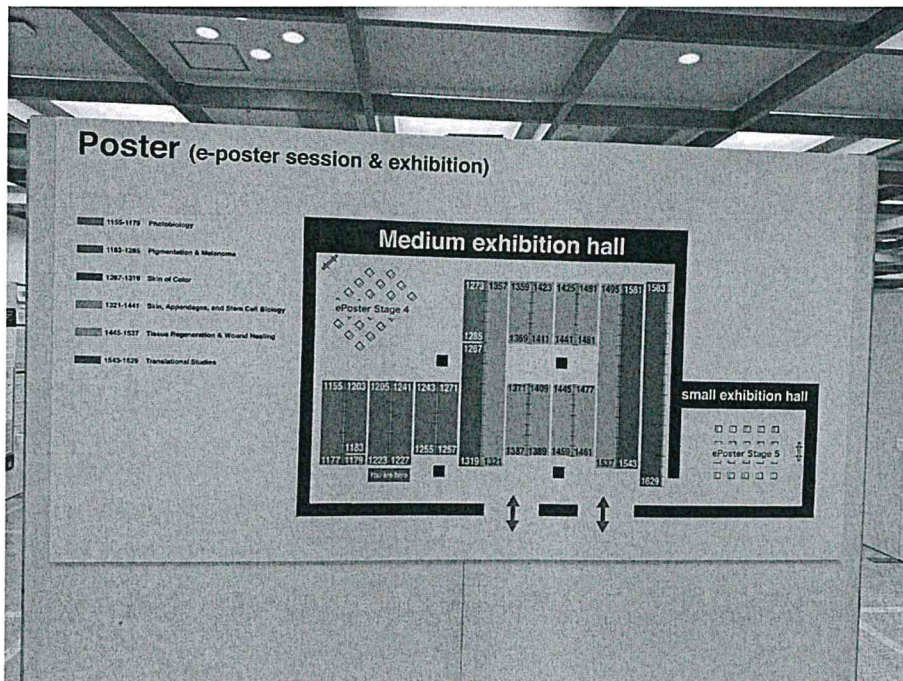 Poster (e-poster session & exhibition)
1155-1179 Photobiology
1183-1285 Pigmentation & Melanoma
1287-1319 Skin of Color
1321-1441 Skin, Appendages, and Stem Cell Biology
1445-1537 Tissue Regeneration & Wound Healing
1543-1629 Translational Studies
Medium exhibition hall
ePoster Stage 4
1273 1357 1359 1423 1425 1491 1495 1581 1583
1285 1369 1411 1441 1481
1287
1155 1203 1205 1241 1243 1271 1371 1409 1445 1477
1183 1255 1257 1387 1389 1459 1461
1177 1179 1223 1227 1319 1321 1537 1543
You are here
1629
small exhibition hall
ePoster Stage 5